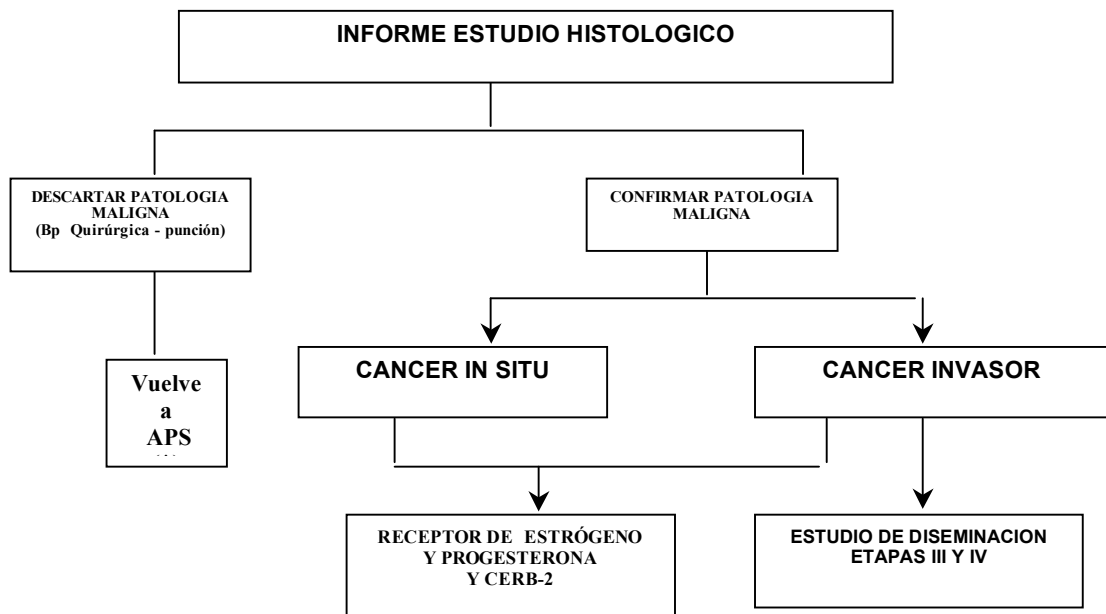 INFORME ESTUDIO HISTOLOGICO
DESCARTAR PATOLOGIA
MALIGNA
(Bp Quirúrgica - punción)
CONFIRMAR PATOLOGIA
MALIGNA
Vuelve
a
APS
CANCER IN SITU
CANCER INVASOR
RECEPTOR DE ESTRÓGENO
Y PROGESTERONA
Y CERB-2
ESTUDIO DE DISEMINACION
ETAPAS III Y IV